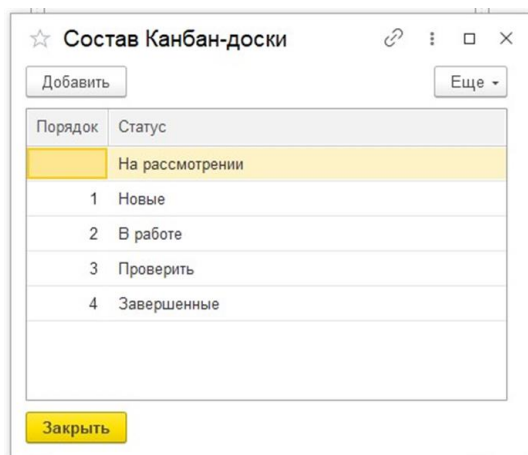 Состав Канбан-доски
Добавить
Еще
Порядок Статус
На рассмотрении
1 Новые
2 В работе
3 Проверить
4 Завершенные
Закрыть